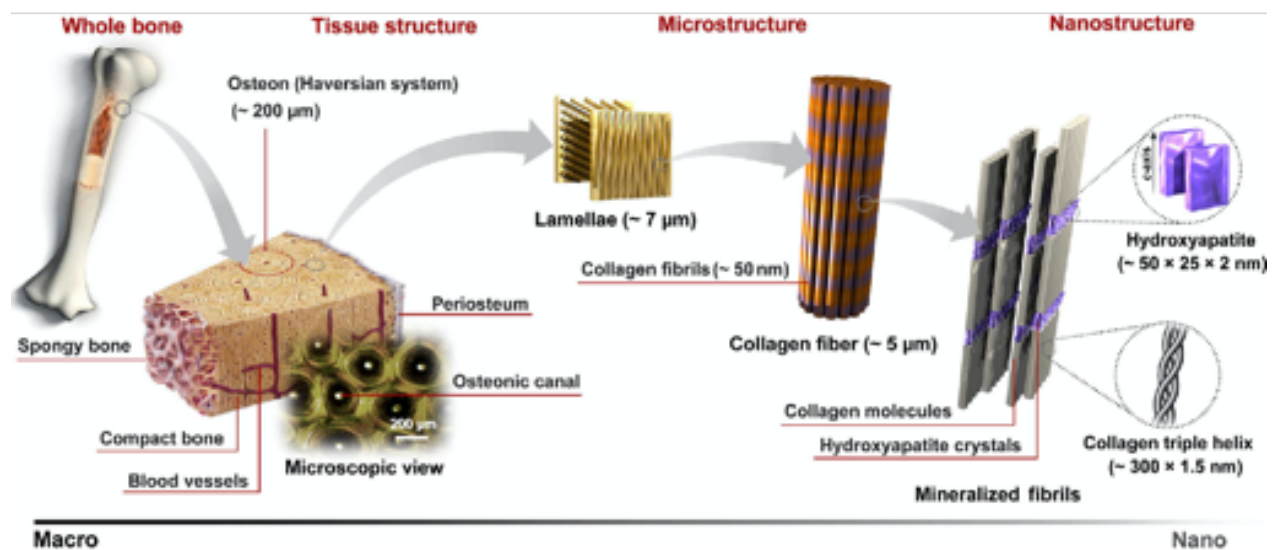 Whole bone
Tissue structure
Microstructure
Nanostructure
Osteon (Haversian system)
(~ 200 µm)
Lamellae (~ 7 µm)
c-axis
Hydroxyapatite
(~ 50 × 25 × 2 nm)
Collagen fibrils (~ 50 nm)
Periosteum
Spongy bone
Collagen fiber (~ 5 µm)
Osteonic canal
200 µm
Collagen molecules
Compact bone
Hydroxyapatite crystals
Collagen triple helix
(~ 300 × 1.5 nm)
Microscopic view
Blood vessels
Mineralized fibrils
Macro
Nano